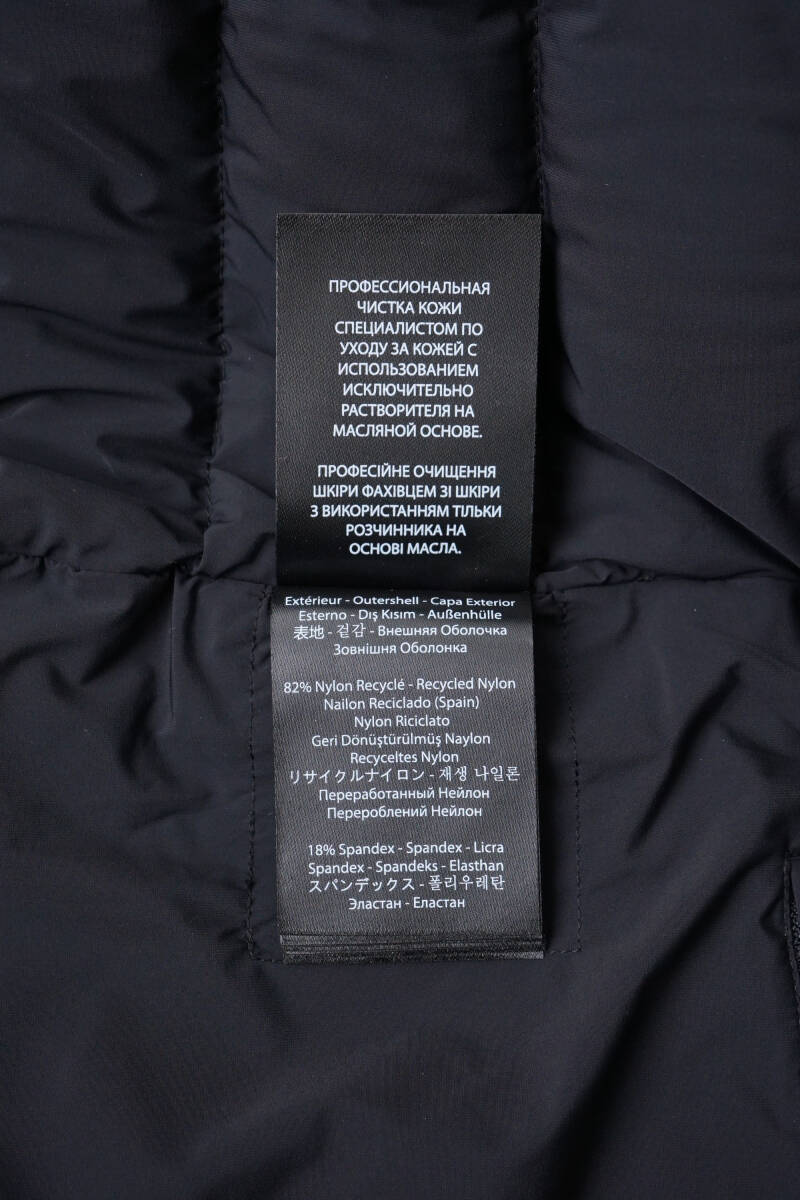 ПРОФЕССИОНАЛЬНАЯ
ЧИСТКА КОЖИ
СПЕЦИАЛИСТОМ ПО
УХОДУ ЗА КОЖЕЙ С
ИСПОЛЬЗОВАНИЕМ
ИСКЛЮЧИТЕЛЬНО
РАСТВОРИТЕЛЯ НА
МАСЛЯНОЙ ОСНОВЕ.
ПРОФЕСІЙНЕ ОЧИЩЕННЯ
ШКІРИ ФАХІВЦЕМ ЗІ ШКІРИ
З ВИКОРИСТАННЯМ ТІЛЬКИ
РОЗЧИННИКА НА
ОСНОВІ МАСЛА.
Extérieur - Outershell - Capa Exterior
Esterno - Dış Kısım - Außenhülle
表地 - 겉감 - Внешняя Оболочка
Зовнішня Оболонка
82% Nylon Recyclé - Recycled Nylon
Nailon Reciclado (Spain)
Nylon Riciclato
Geri Dönüştürülmüş Naylon
Recyceltes Nylon
リサイクルナイロン - 재생 나일론
Переработанный Нейлон
Перероблений Нейлон
18% Spandex - Spandex - Licra
Spandex - Spandeks - Elasthan
スパンデックス - 폴리우레탄
Эластан - Еластан